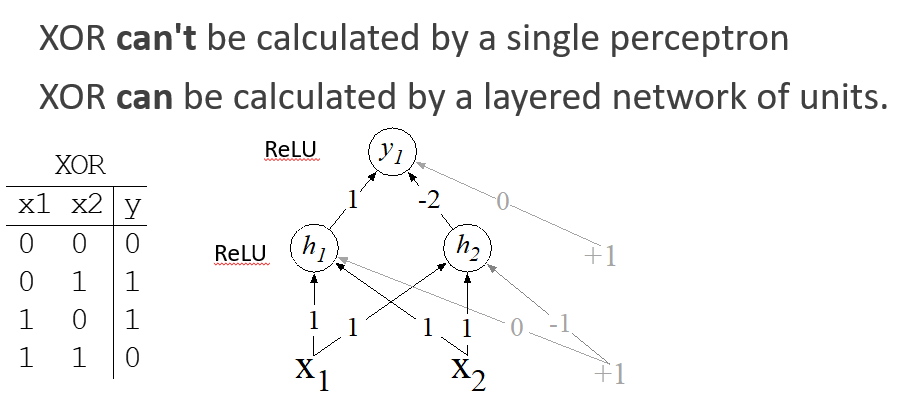 XOR can't be calculated by a single perceptron
XOR can be calculated by a layered network of units.
ReLU
y1
XOR
1
-2
0
x1 x2 y
0 0 0
ReLU
h1
h2
+1
0 1 1
1 0 1
1
1
1
1
0
-1
1 1 0
x1
x2
+1